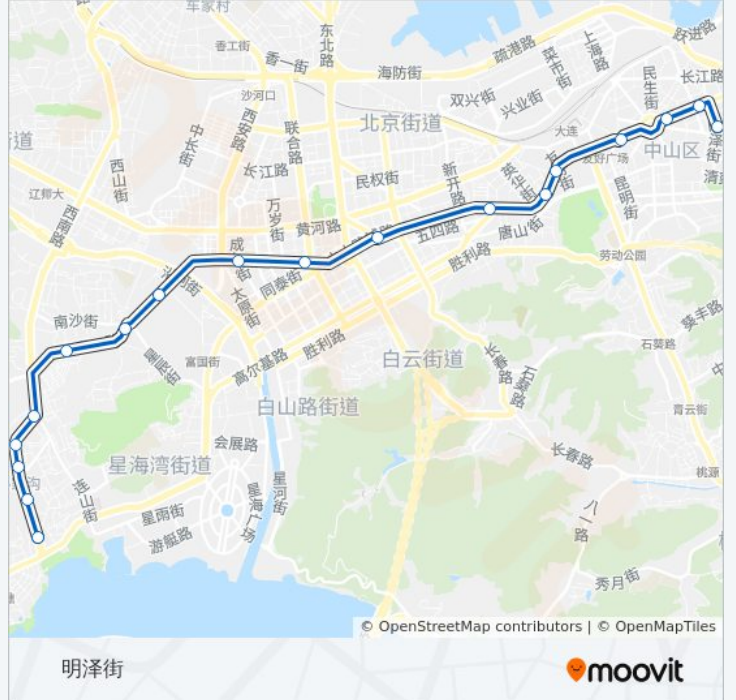 车家村
东北路
香工街
香一街
海防街
疏港路
上海路
菜市街
跃进路
民生街
长江路
沙河口
双兴街
兴业街
西安路
联合路
中长街
北京街道
大连
街道
中山区
友好广场
泽街
西山街
长江路
民权街
新开路
英华街
昆明街
辽师大
万岁街
黄河路
西南路
五四路
唐山街
成
街
同泰街
胜利路
劳动公园
太原街
南沙街
葵丰路
石葵路
星辰街
富国街
高尔基路
胜利路
白云街道
长春路
石葵路
白山路街道
青云街
会展路
星海湾街道
长春路
桃源
沟
连山街
星河街
星雨街
星海广场
游艇路
八一路
秀月街
© OpenStreetMap contributors | © OpenMapTiles
明泽街
moovit